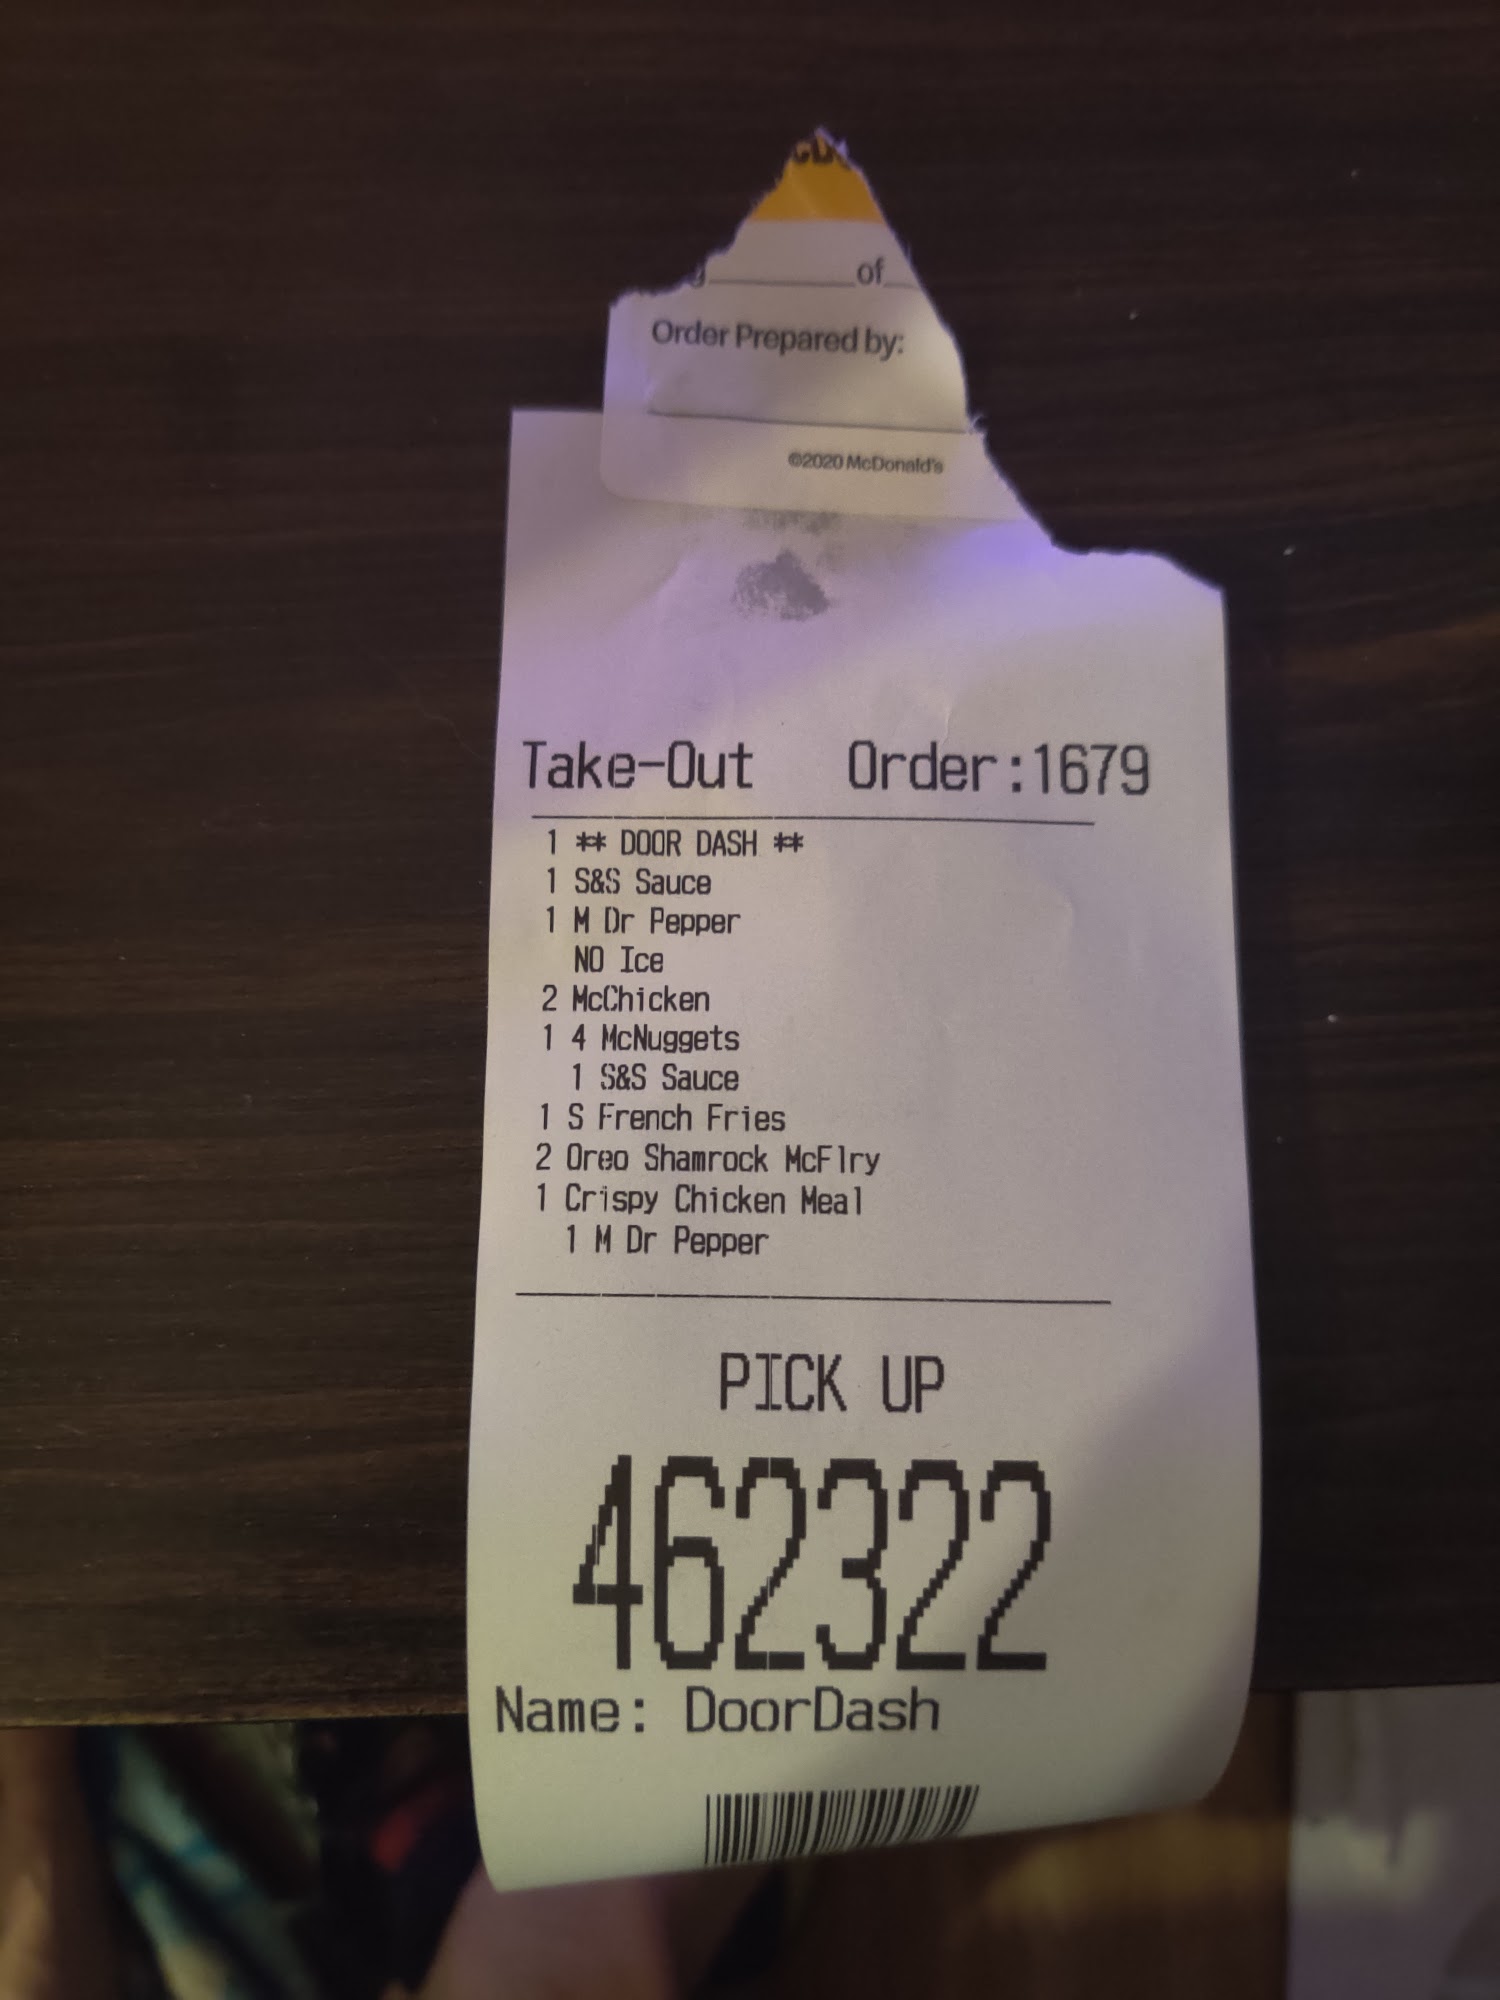 of
Order Prepared by:
©2020 McDonald's
Take-Out Order:1679
1 ** DOOR DASH **
1 S&S Sauce
1 M Dr Pepper
NO Ice
2 McChicken
1 4 McNuggets
1 S&S Sauce
1 S French Fries
2 Oreo Shamrock McFlry
1 Crispy Chicken Meal
1 M Dr Pepper
PICK UP
462322
Name: DoorDash